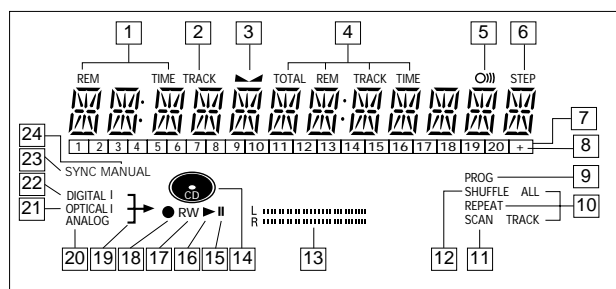 1 2 3 4 5 6
REM TIME TRACK TOTAL REM TRACK TIME STEP
7
1 2 3 4 5 6 7 8 9 10 11 12 13 14 15 16 17 18 19 20 +
8
24
23 SYNC MANUAL
22 DIGITAL I
21 OPTICAL I
ANALOG
CD
RW
L
R
PROG 9
SHUFFLE ALL
REPEAT 10
SCAN TRACK
20 19 18 17 16 15 14 13 12 11